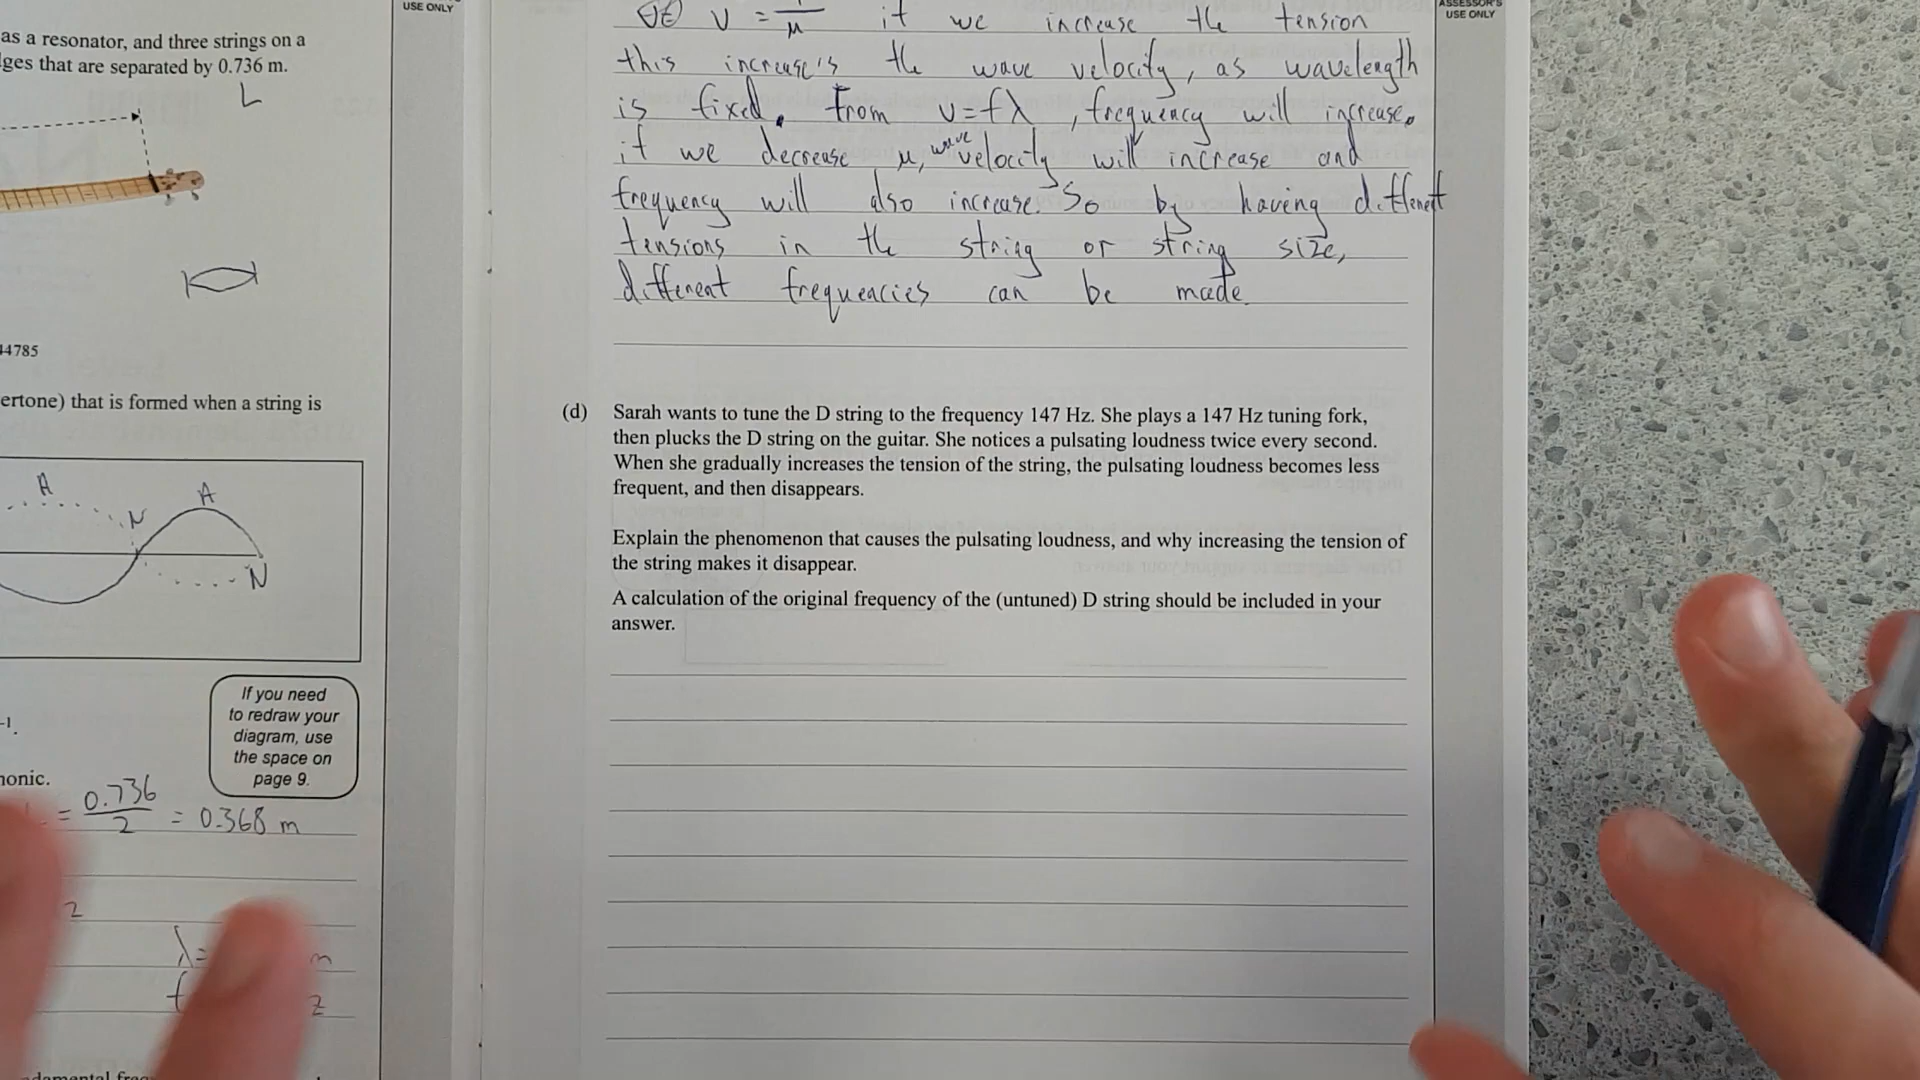 USE ONLY
as a resonator, and three strings on a
ges that are separated by 0.736 m.
L
44785
ertone) that is formed when a string is
A
A
N
N
If you need
to redraw your
diagram, use
the space on
page 9.
-1.
monic.
= 0.736 / 2 = 0.368 m
2
λ= m
f z
ASSESSOR'S
USE ONLY
v = it we increase the tension
this increase's the wave velocity, as wavelength
is fixed. From v=fλ, frequency will increase.
if we decrease μ, wave velocity will increase and
frequency will also increase. So by having different
tensions in the string or string size,
different frequencies can be made.
(d) Sarah wants to tune the D string to the frequency 147 Hz. She plays a 147 Hz tuning fork,
then plucks the D string on the guitar. She notices a pulsating loudness twice every second.
When she gradually increases the tension of the string, the pulsating loudness becomes less
frequent, and then disappears.
Explain the phenomenon that causes the pulsating loudness, and why increasing the tension of
the string makes it disappear.
A calculation of the original frequency of the (untuned) D string should be included in your
answer.